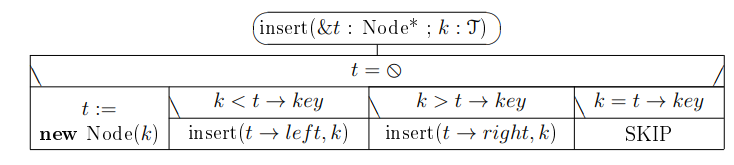 insert(&t : Node* ; k : 𝒯)
t = ⦸
t := 
new Node(k)
k < t → key
insert(t → left, k)
k > t → key
insert(t → right, k)
k = t → key
SKIP